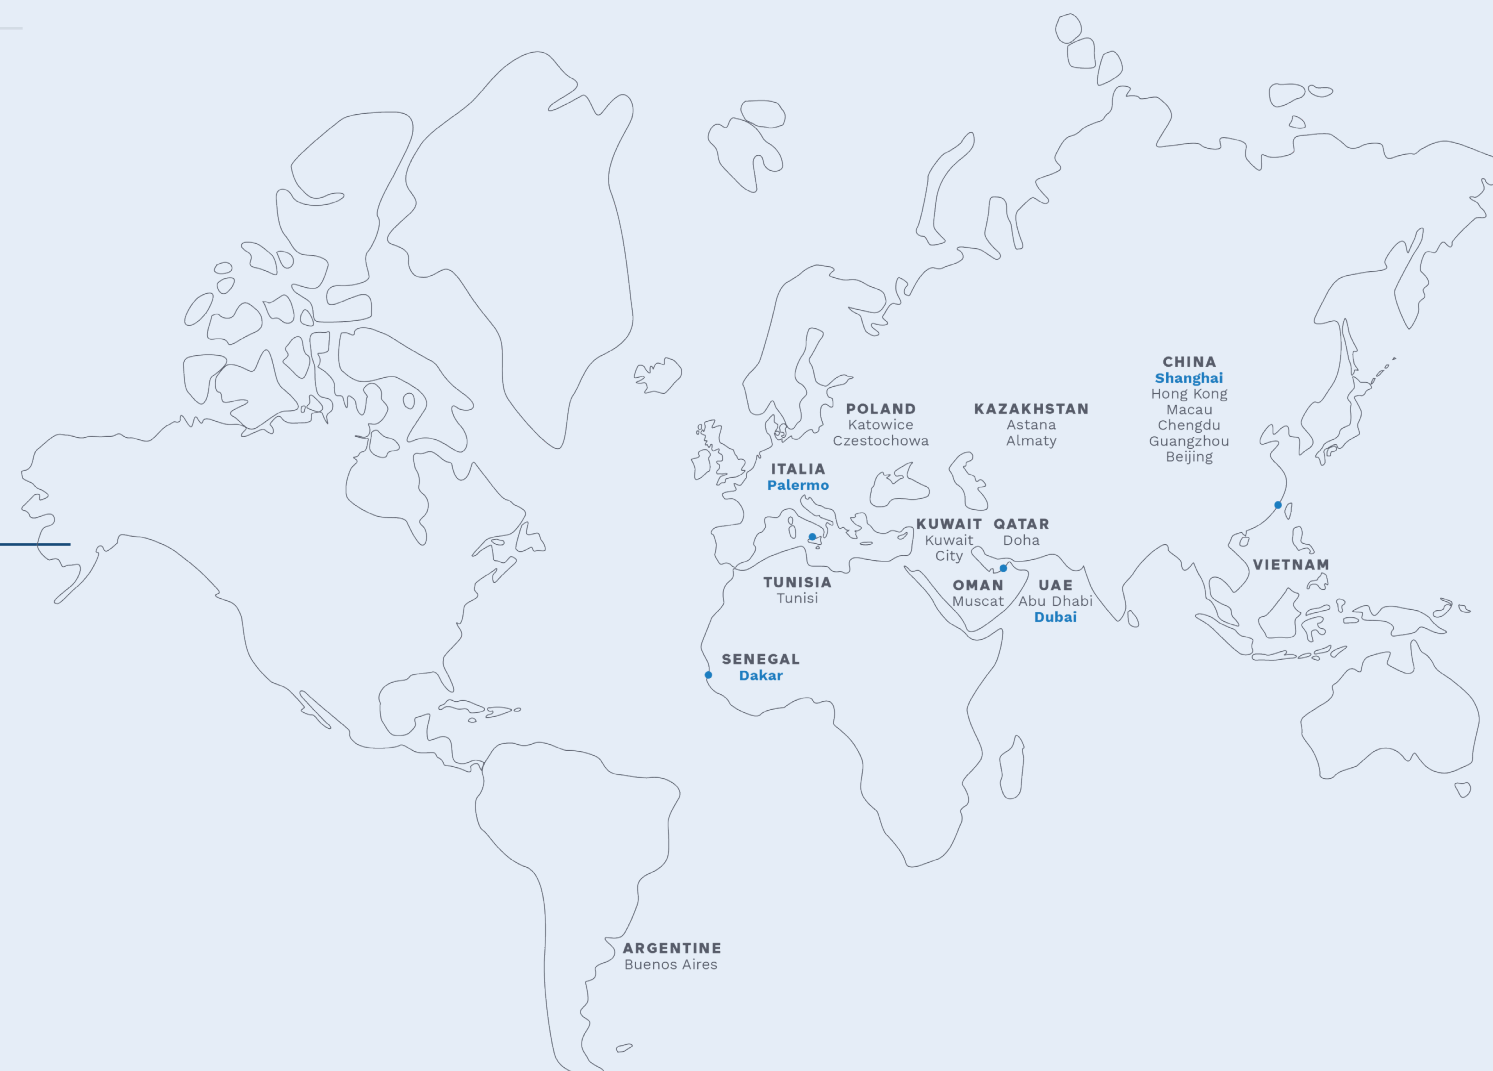 CHINA
Shanghai
Hong Kong
Macau
Chengdu
Guangzhou
Beijing
POLAND
Katowice
Czestochowa
KAZAKHSTAN
Astana
Almaty
ITALIA
Palermo
KUWAIT
Kuwait
City
QATAR
Doha
VIETNAM
TUNISIA
Tunisi
OMAN
Muscat
UAE
Abu Dhabi
Dubai
SENEGAL
Dakar
ARGENTINE
Buenos Aires